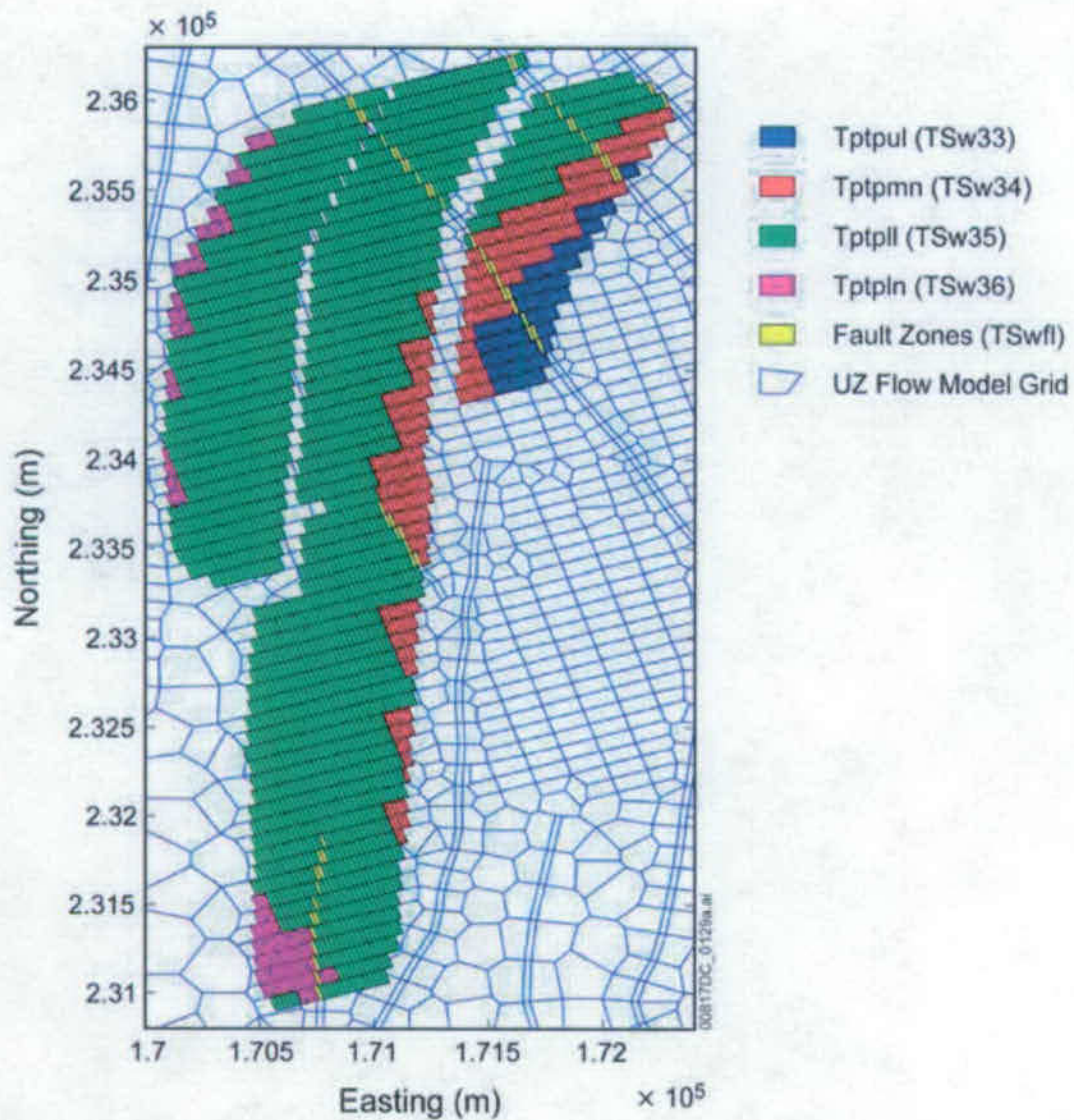 × 10⁵
2.36
2.355
2.35
2.345
2.34
2.335
2.33
2.325
2.32
2.315
2.31
Northing (m)
1.7
1.705
1.71
1.715
1.72
Easting (m)
× 10⁵
Tptpul (TSw33)
Tptpmn (TSw34)
Tptpll (TSw35)
Tptpln (TSw36)
Fault Zones (TSwfl)
UZ Flow Model Grid
00817DC_0129a.ai